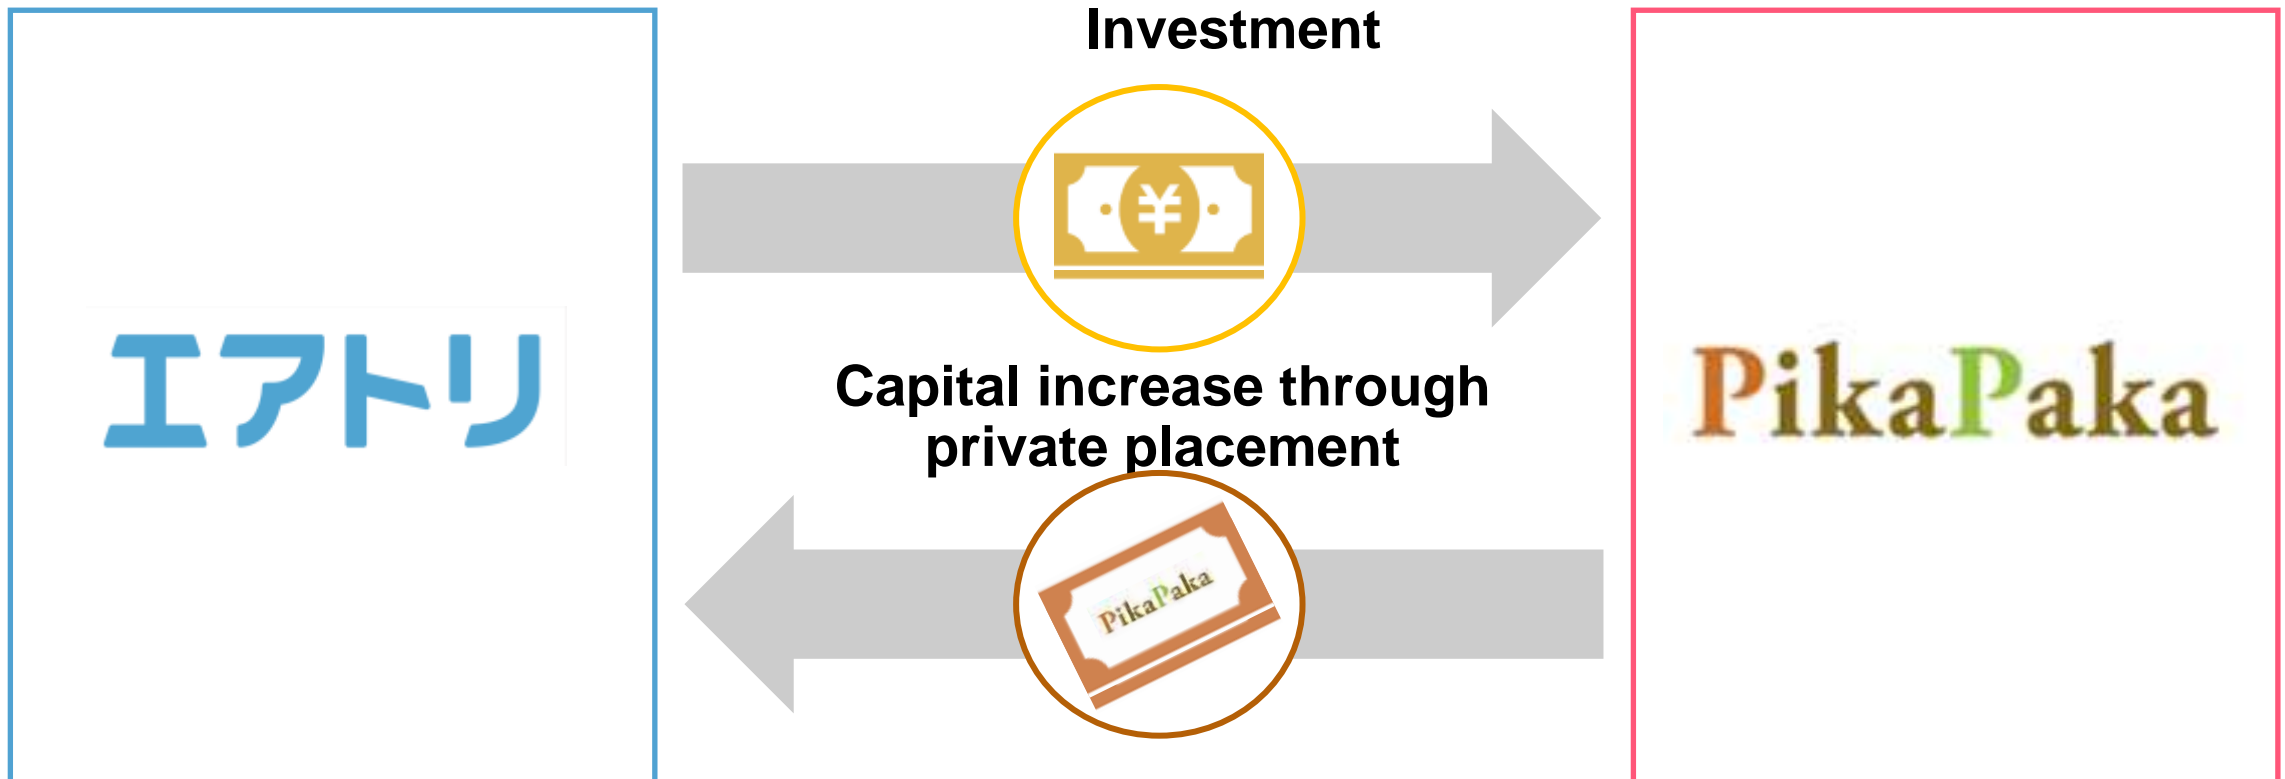 Investment
¥
エアトリ
Capital increase through
private placement
PikaPaka
PikaPaka